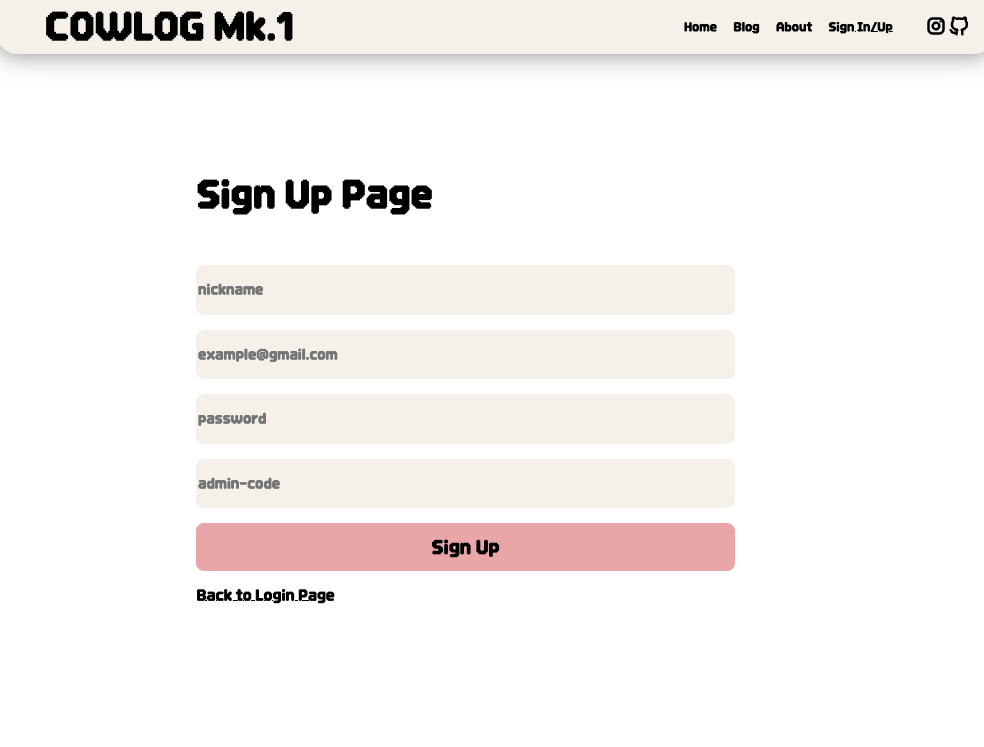 COWLOG Mk.1
Home Blog About Sign In/Up
Sign Up Page
nickname
example@gmail.com
password
admin-code
Sign Up
Back to Login Page